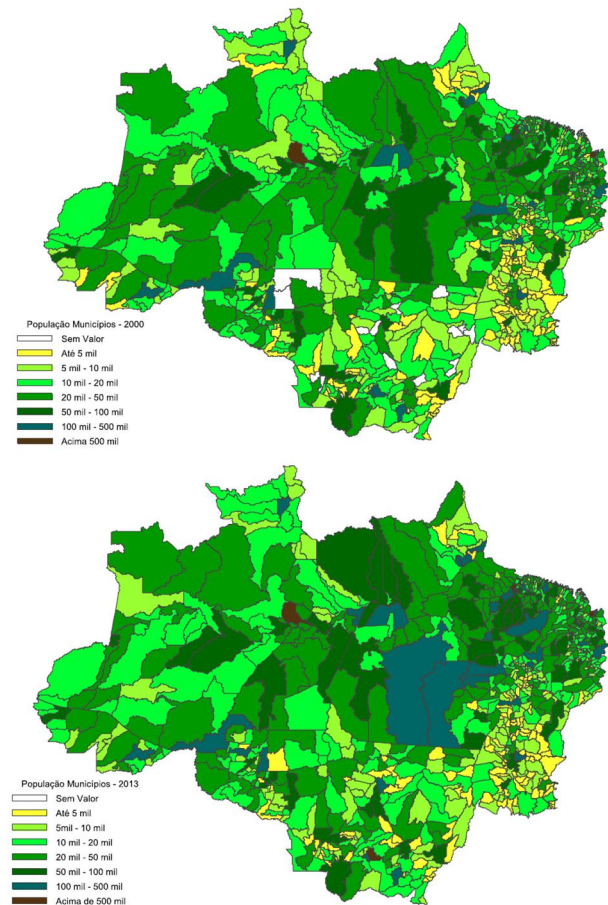 População Municípios - 2000
Sem Valor
Até 5 mil
5 mil - 10 mil
10 mil - 20 mil
20 mil - 50 mil
50 mil - 100 mil
100 mil - 500 mil
Acima 500 mil
População Municípios - 2013
Sem Valor
Até 5 mil
5mil - 10 mil
10 mil - 20 mil
20 mil - 50 mil
50 mil - 100 mil
100 mil - 500 mil
Acima de 500 mil